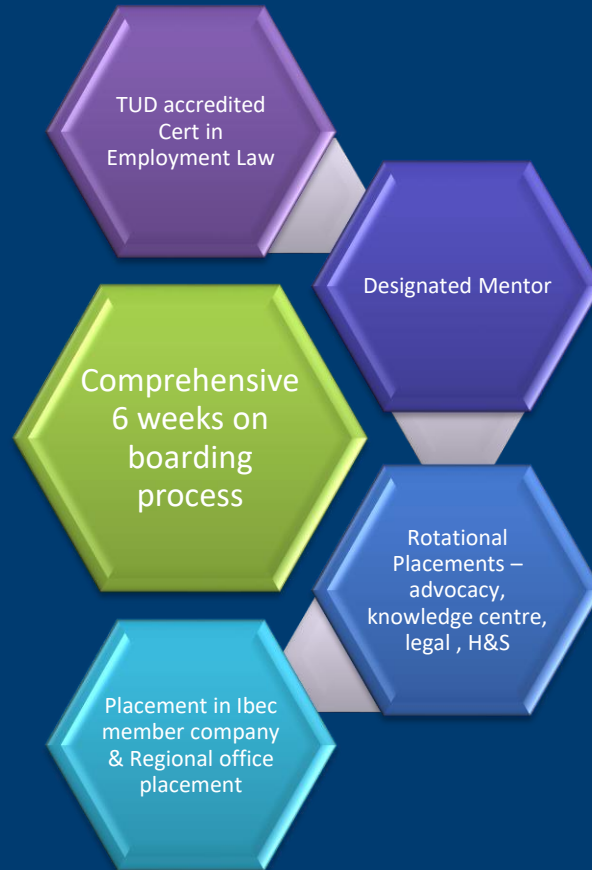 TUD accredited
Cert in
Employment Law
Designated Mentor
Comprehensive
6 weeks on
boarding
process
Rotational
Placements –
advocacy,
knowledge centre,
legal , H&S
Placement in Ibec
member company
& Regional office
placement